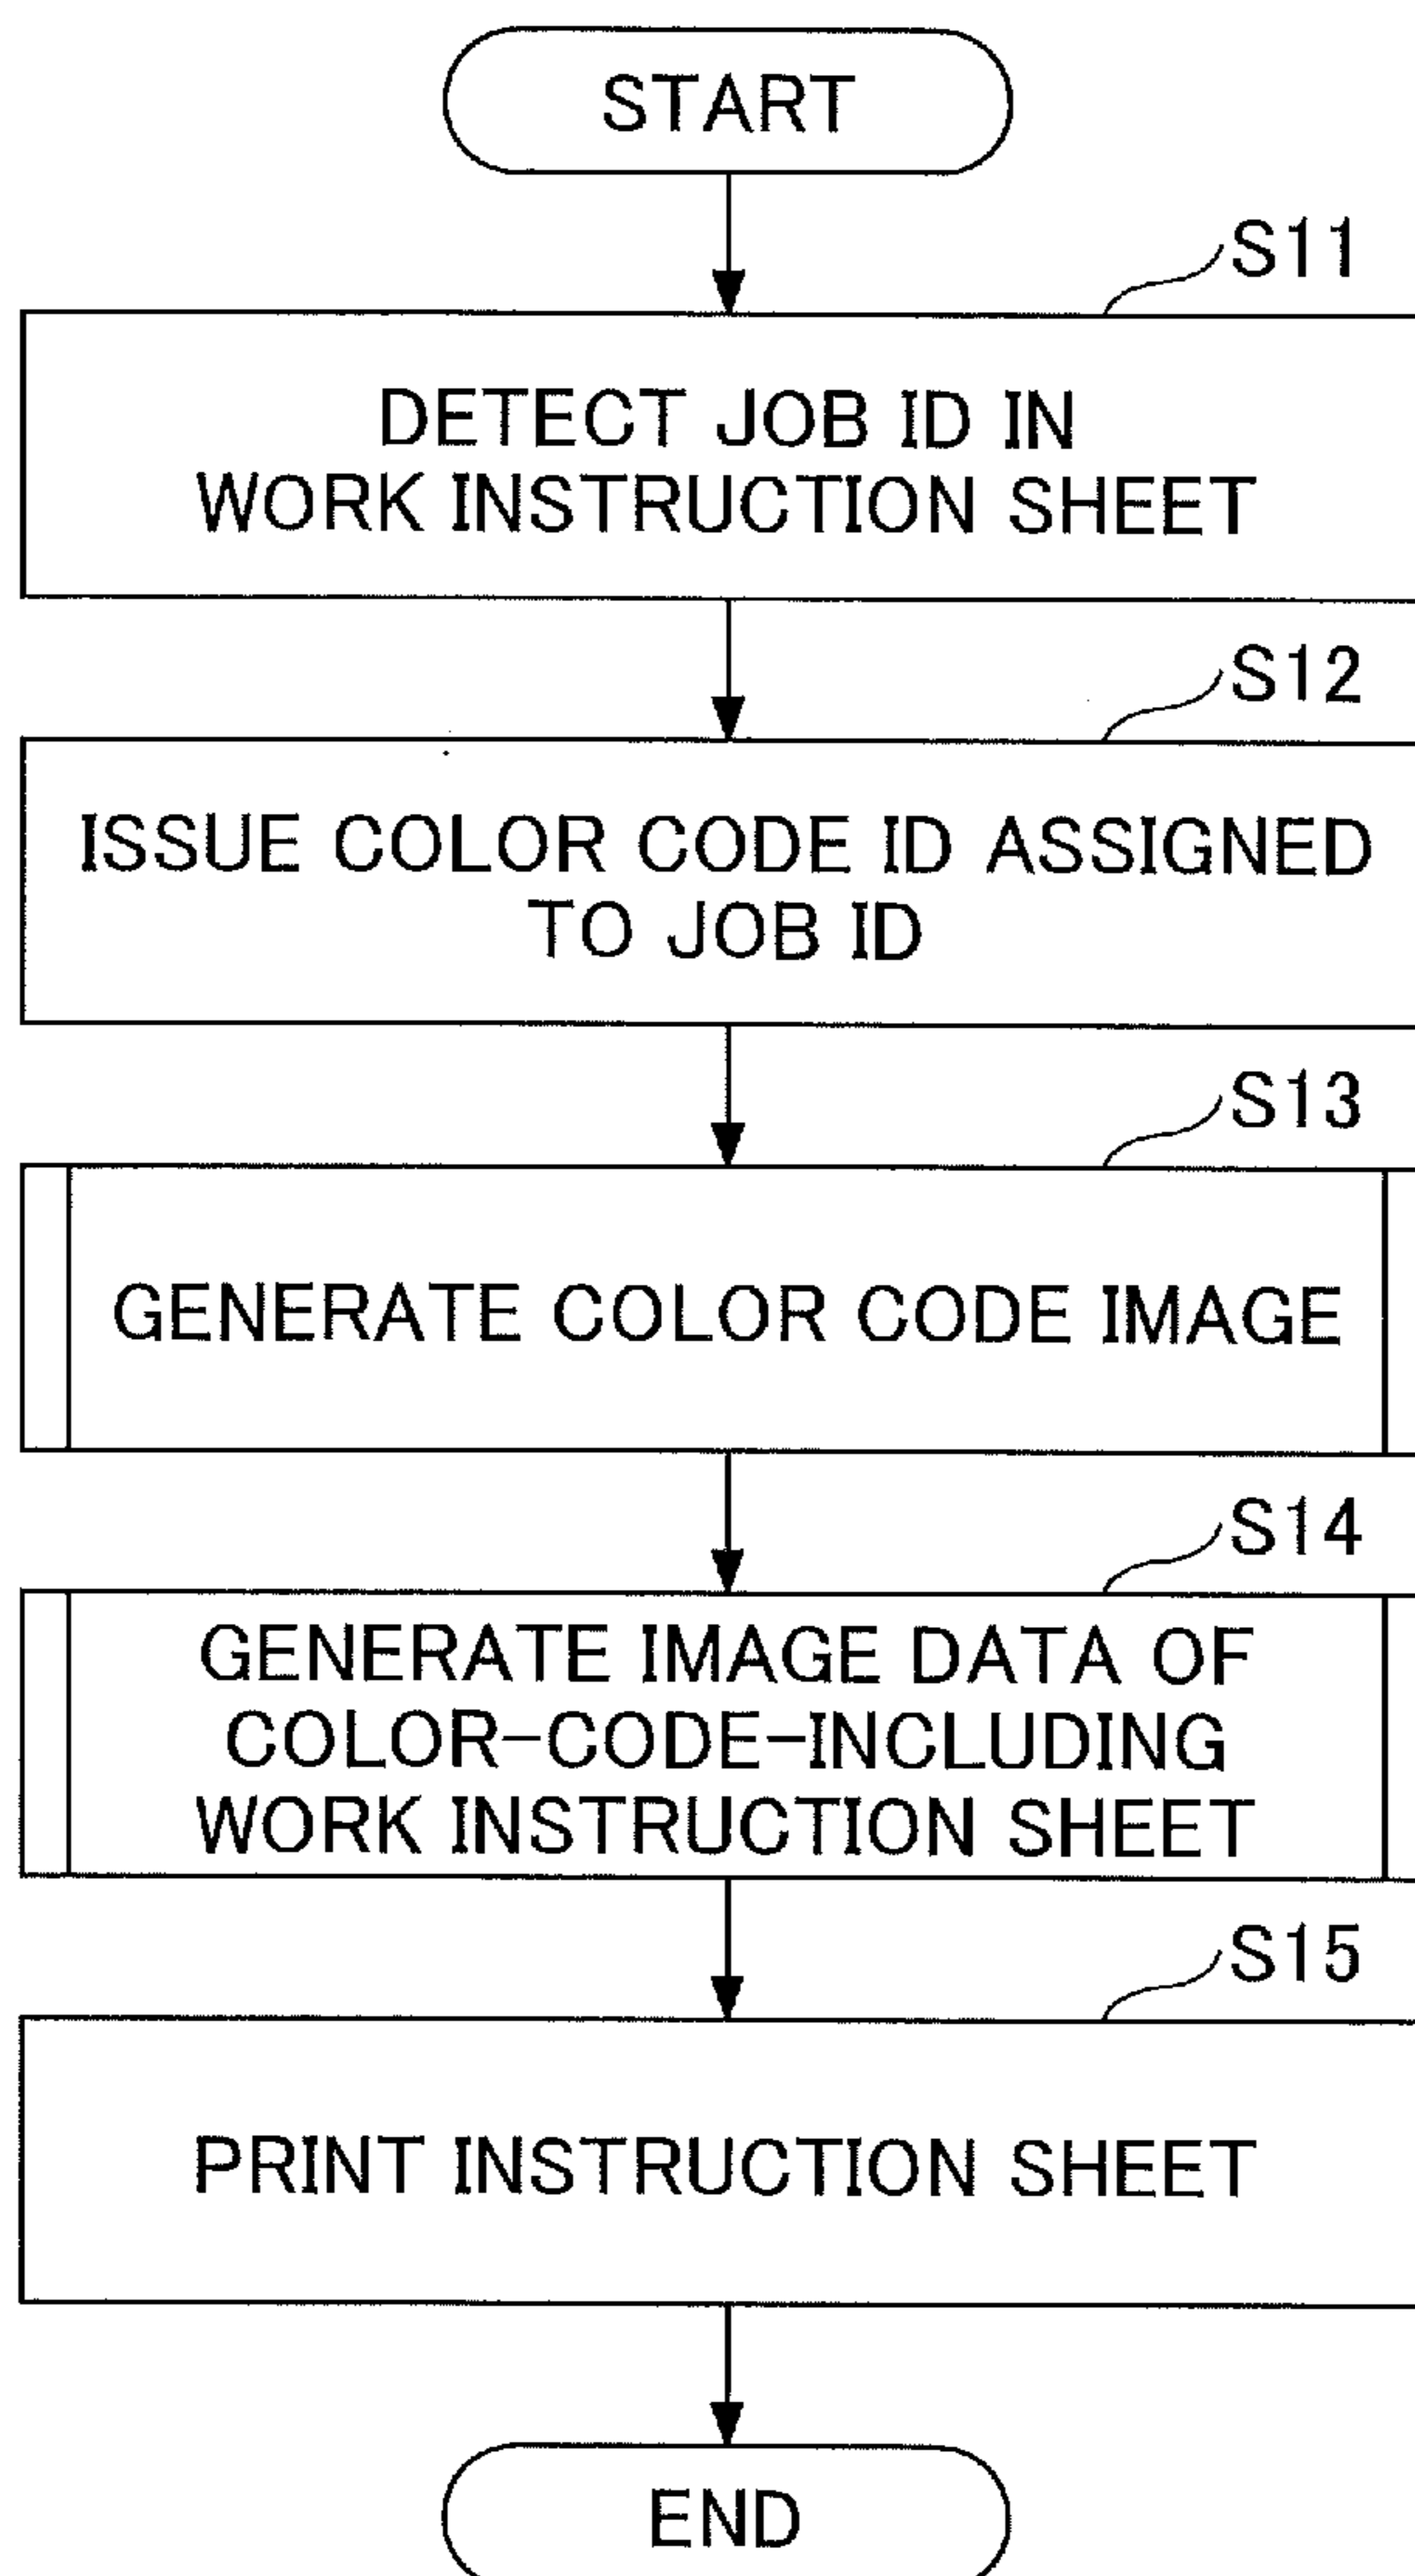 START
S11
DETECT JOB ID IN
WORK INSTRUCTION SHEET
S12
ISSUE COLOR CODE ID ASSIGNED
TO JOB ID
S13
GENERATE COLOR CODE IMAGE
S14
GENERATE IMAGE DATA OF
COLOR-CODE-INCLUDING
WORK INSTRUCTION SHEET
S15
PRINT INSTRUCTION SHEET
END